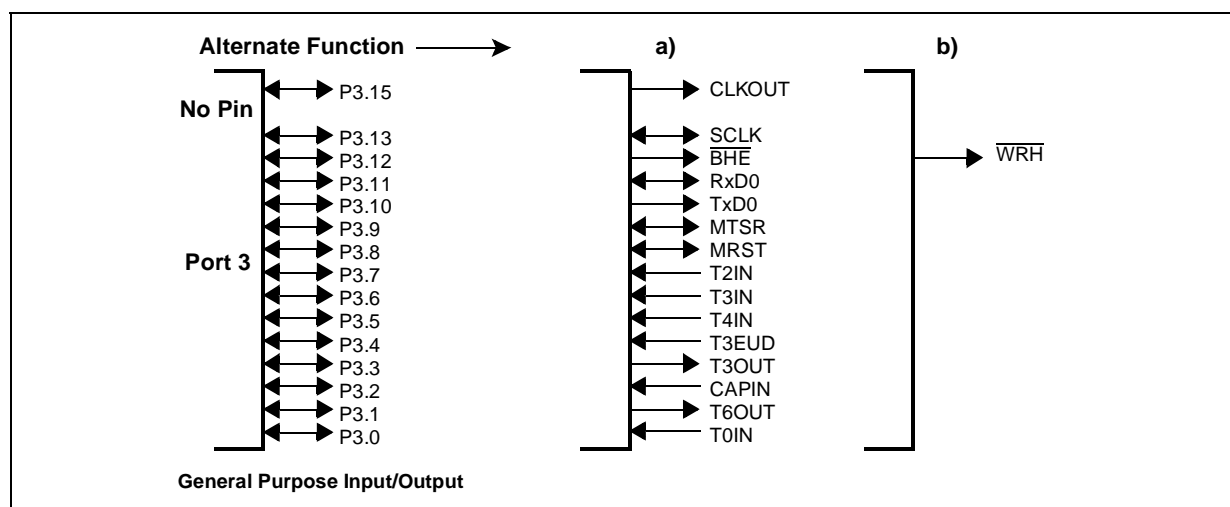 Alternate Function a) b)
No Pin
Port 3
P3.15
P3.13
P3.12
P3.11
P3.10
P3.9
P3.8
P3.7
P3.6
P3.5
P3.4
P3.3
P3.2
P3.1
P3.0
General Purpose Input/Output
CLKOUT
SCLK
B̅H̅E̅
RxD0
TxD0
MTSR
MRST
T2IN
T3IN
T4IN
T3EUD
T3OUT
CAPIN
T6OUT
T0IN
W̅R̅H̅